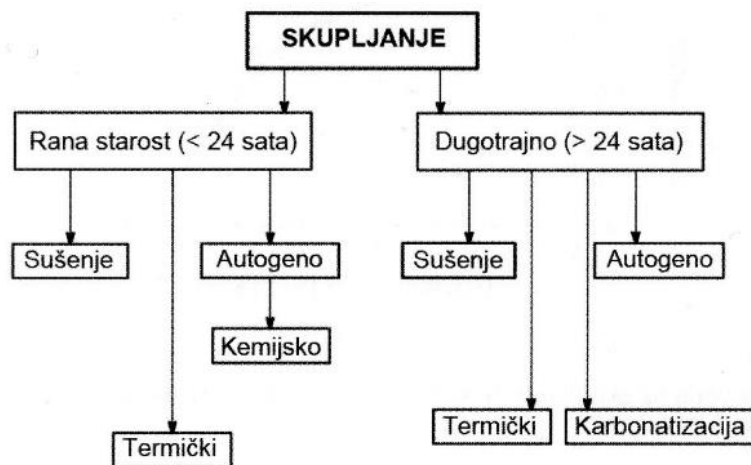 SKUPLJANJE
Rana starost (< 24 sata)
Dugotrajno (> 24 sata)
Sušenje
Autogeno
Sušenje
Autogeno
Kemijsko
Termički
Termički
Karbonatizacija